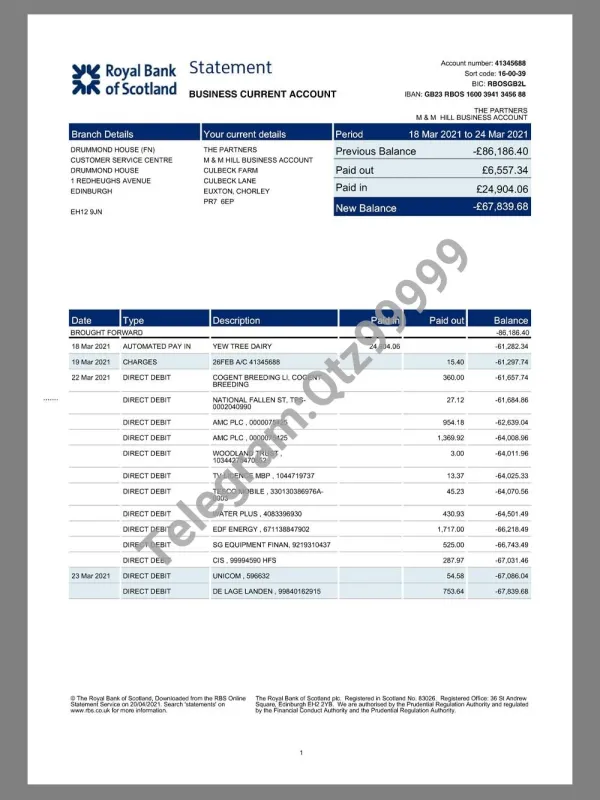 Royal Bank of Scotland
Statement
BUSINESS CURRENT ACCOUNT
Account number: 41345688
Sort code: 16-00-39
BIC: RBOSGB2L
IBAN: GB23 RBOS 1600 3941 3456 88
THE PARTNERS
M & M HILL BUSINESS ACCOUNT
Branch Details
DRUMMOND HOUSE (FN)
CUSTOMER SERVICE CENTRE
DRUMMOND HOUSE
1 REDHEUGHS AVENUE
EDINBURGH
EH12 9JN
Your current details
THE PARTNERS
M & M HILL BUSINESS ACCOUNT
CULBECK FARM
CULBECK LANE
EUXTON, CHORLEY
PR7 6EP
Period 18 Mar 2021 to 24 Mar 2021
Previous Balance -£86,186.40
Paid out £6,557.34
Paid in £24,904.06
New Balance -£67,839.68
Date Type Description Paid in Paid out Balance
BROUGHT FORWARD -86,186.40
18 Mar 2021 AUTOMATED PAY IN YEW TREE DAIRY 24,904.06 -61,282.34
19 Mar 2021 CHARGES 26FEB A/C 41345688 15.40 -61,297.74
22 Mar 2021 DIRECT DEBIT COGENT BREEDING LI, COGENT 360.00 -61,657.74
BREEDING
DIRECT DEBIT NATIONAL FALLEN ST, TPS- 27.12 -61,684.86
0002040990
DIRECT DEBIT AMC PLC , 954.18 -62,639.04
DIRECT DEBIT AMC PLC , 1,369.92 -64,008.96
DIRECT DEBIT WOODLAND TRUST , 3.00 -64,011.96
DIRECT DEBIT TV LICENCE MBP , 1044719737 13.37 -64,025.33
DIRECT DEBIT TESCO MOBILE , 330130386976A- 45.23 -64,070.56
0003
DIRECT DEBIT WATER PLUS , 4083396930 430.93 -64,501.49
DIRECT DEBIT EDF ENERGY , 671138847902 1,717.00 -66,218.49
DIRECT DEBIT SG EQUIPMENT FINAN, 9219310437 525.00 -66,743.49
DIRECT DEBIT CIS , 99994590 HFS 287.97 -67,031.46
23 Mar 2021 DIRECT DEBIT UNICOM , 596632 54.58 -67,086.04
DIRECT DEBIT DE LAGE LANDEN , 99840162915 753.64 -67,839.68
Telegram:Qtz99999
© The Royal Bank of Scotland, Downloaded from the RBS Online
Statement Service on 20/04/2021. Search 'statements' on
www.rbs.co.uk for more information.
The Royal Bank of Scotland plc. Registered in Scotland No. 83026. Registered Office: 36 St Andrew
Square, Edinburgh EH2 2YB. We are authorised by the Prudential Regulation Authority and regulated
by the Financial Conduct Authority and the Prudential Regulation Authority.
1